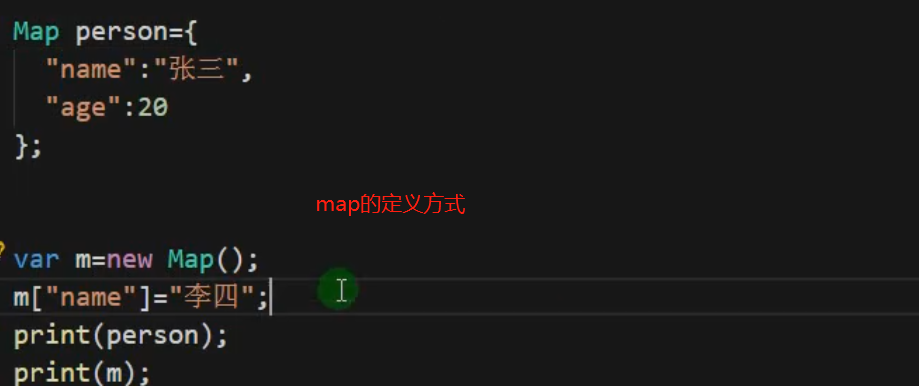 Map person={
"name":"张三",
"age":20
};
map的定义方式
var m=new Map();
m["name"]="李四";
print(person);
print(m);